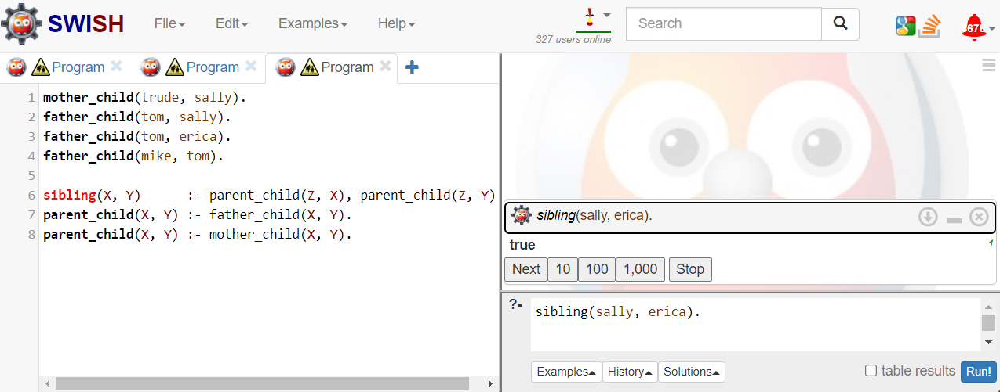 SWISH File Edit Examples Help 327 users online Search
Program Program Program
1 mother_child(trude, sally).
2 father_child(tom, sally).
3 father_child(tom, erica).
4 father_child(mike, tom).
5
6 sibling(X, Y)      :- parent_child(Z, X), parent_child(Z, Y)
7 parent_child(X, Y) :- father_child(X, Y).
8 parent_child(X, Y) :- mother_child(X, Y).
sibling(sally, erica).
true 1
Next 10 100 1,000 Stop
?- sibling(sally, erica).
Examples History Solutions table results Run!